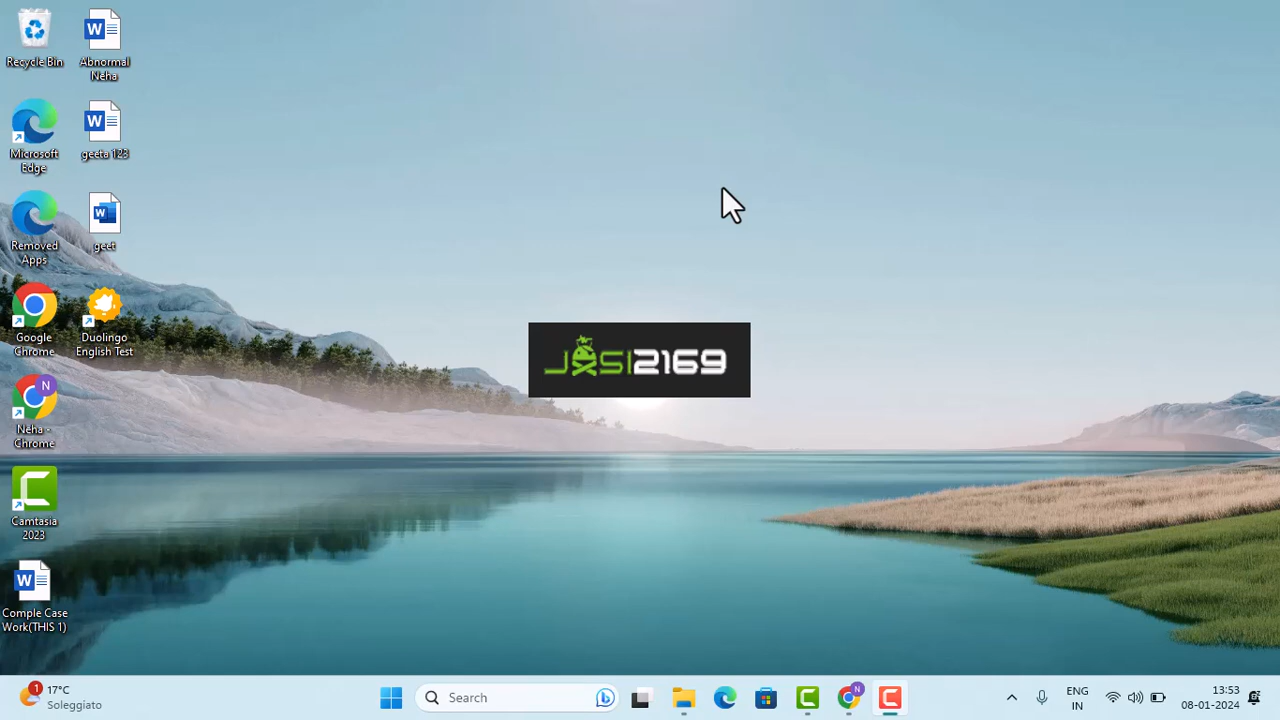 Recycle Bin
Abnormal
Neha
Microsoft
Edge
geeta 123
Removed
Apps
geet
Google
Chrome
Duolingo
English Test
N
Neha -
Chrome
Camtasia
2023
Comple Case
Work(THIS 1)
JASI2169
1
17°C
Soleggiato
Search
N
ENG
IN
13:53
08-01-2024